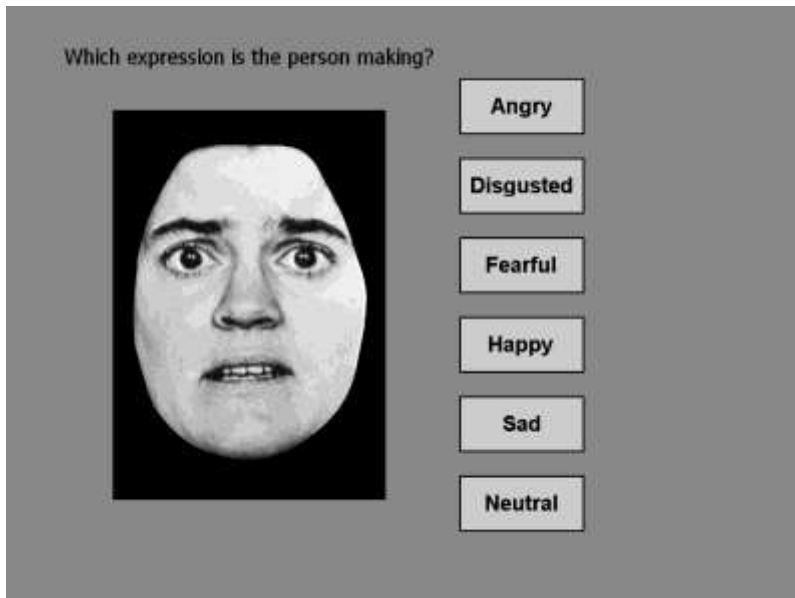 Which expression is the person making?
Angry
Disgusted
Fearful
Happy
Sad
Neutral